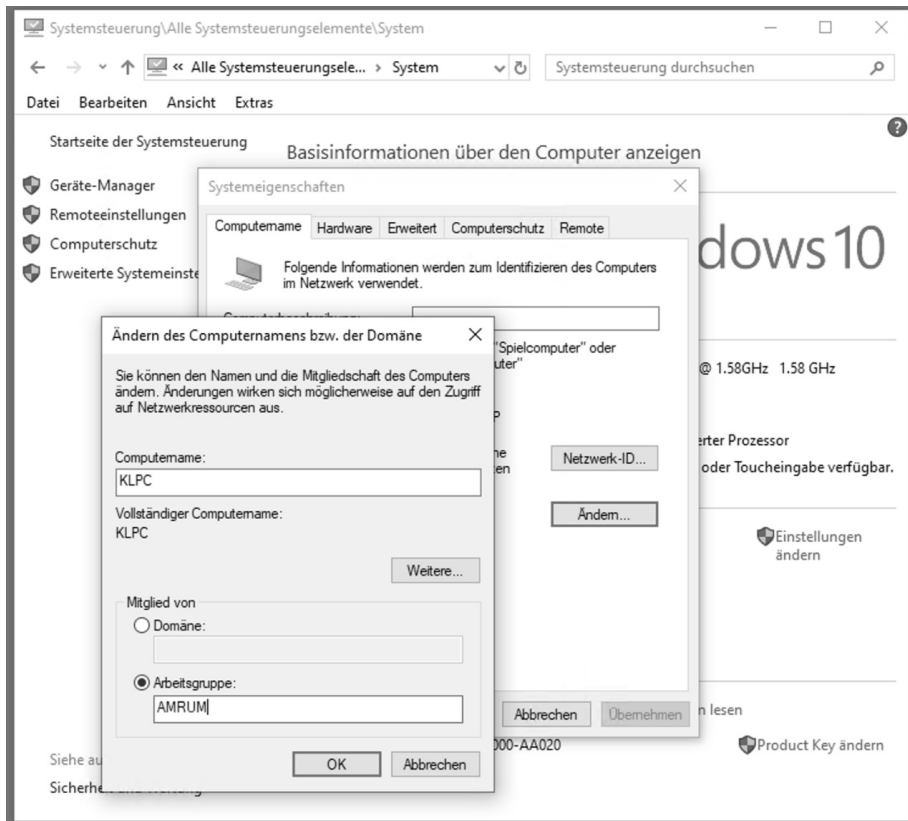 Systemsteuerung\Alle Systemsteuerungselemente\System
« Alle Systemsteuerungsele... › System
Systemsteuerung durchsuchen
Datei Bearbeiten Ansicht Extras
?
Startseite der Systemsteuerung
Basisinformationen über den Computer anzeigen
Geräte-Manager
Remoteeinstellungen
Computerschutz
Erweiterte Systemeinste
dows 10
@ 1.58GHz 1.58 GHz
erter Prozessor
oder Toucheingabe verfügbar.
Einstellungen
ändern
n lesen
000-AA020
Product Key ändern
Siehe au
Systemeigenschaften
Computername Hardware Erweitert Computerschutz Remote
Folgende Informationen werden zum Identifizieren des Computers
im Netzwerk verwendet.
"Spielcomputer" oder
uter"
P
ne
en
Netzwerk-ID...
Ändern...
Abbrechen Übernehmen
Ändern des Computernamens bzw. der Domäne
Sie können den Namen und die Mitgliedschaft des Computers
ändern. Änderungen wirken sich möglicherweise auf den Zugriff
auf Netzwerkressourcen aus.
Computername:
KLPC
Vollständiger Computername:
KLPC
Weitere...
Mitglied von
Domäne:
Arbeitsgruppe:
AMRUM
OK Abbrechen